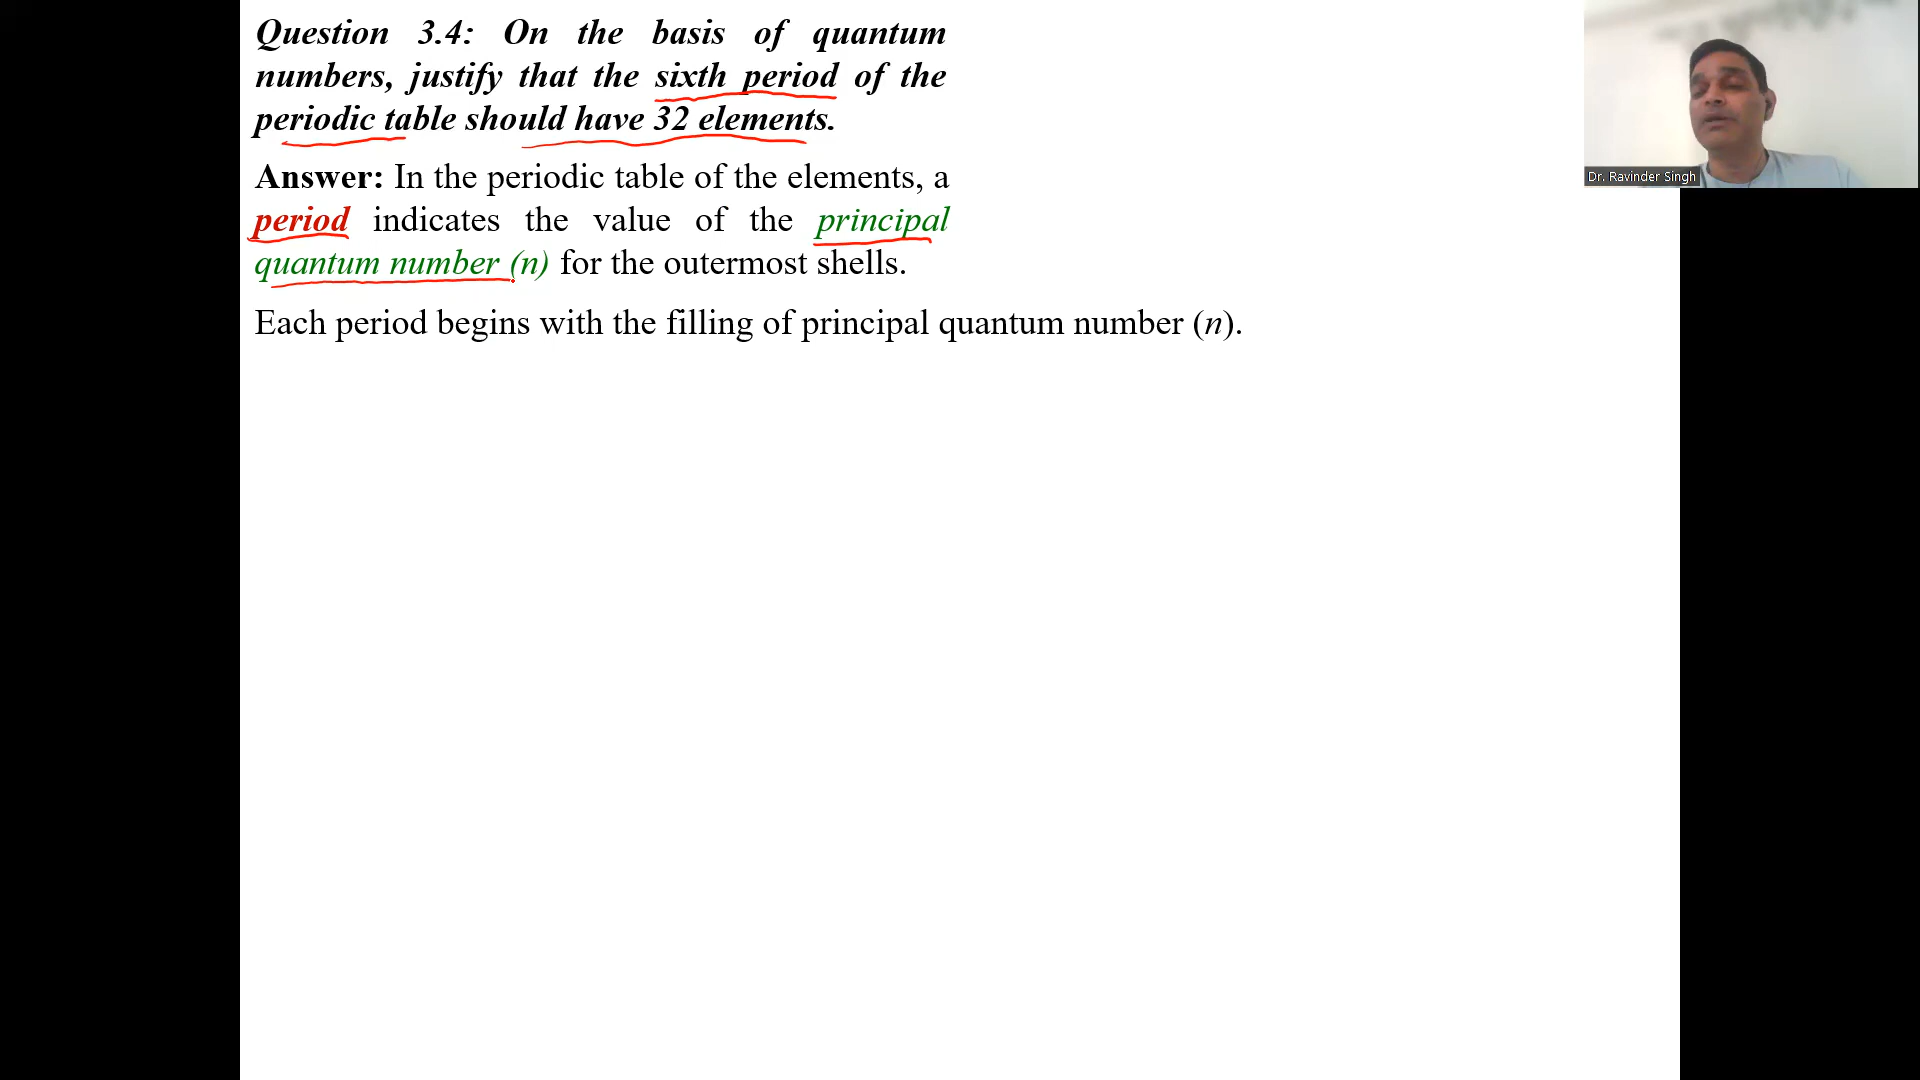 Question 3.4: On the basis of quantum
numbers, justify that the sixth period of the
periodic table should have 32 elements.
Answer: In the periodic table of the elements, a
period indicates the value of the principal
quantum number (n) for the outermost shells.
Each period begins with the filling of principal quantum number (n).
Dr. Ravinder Singh